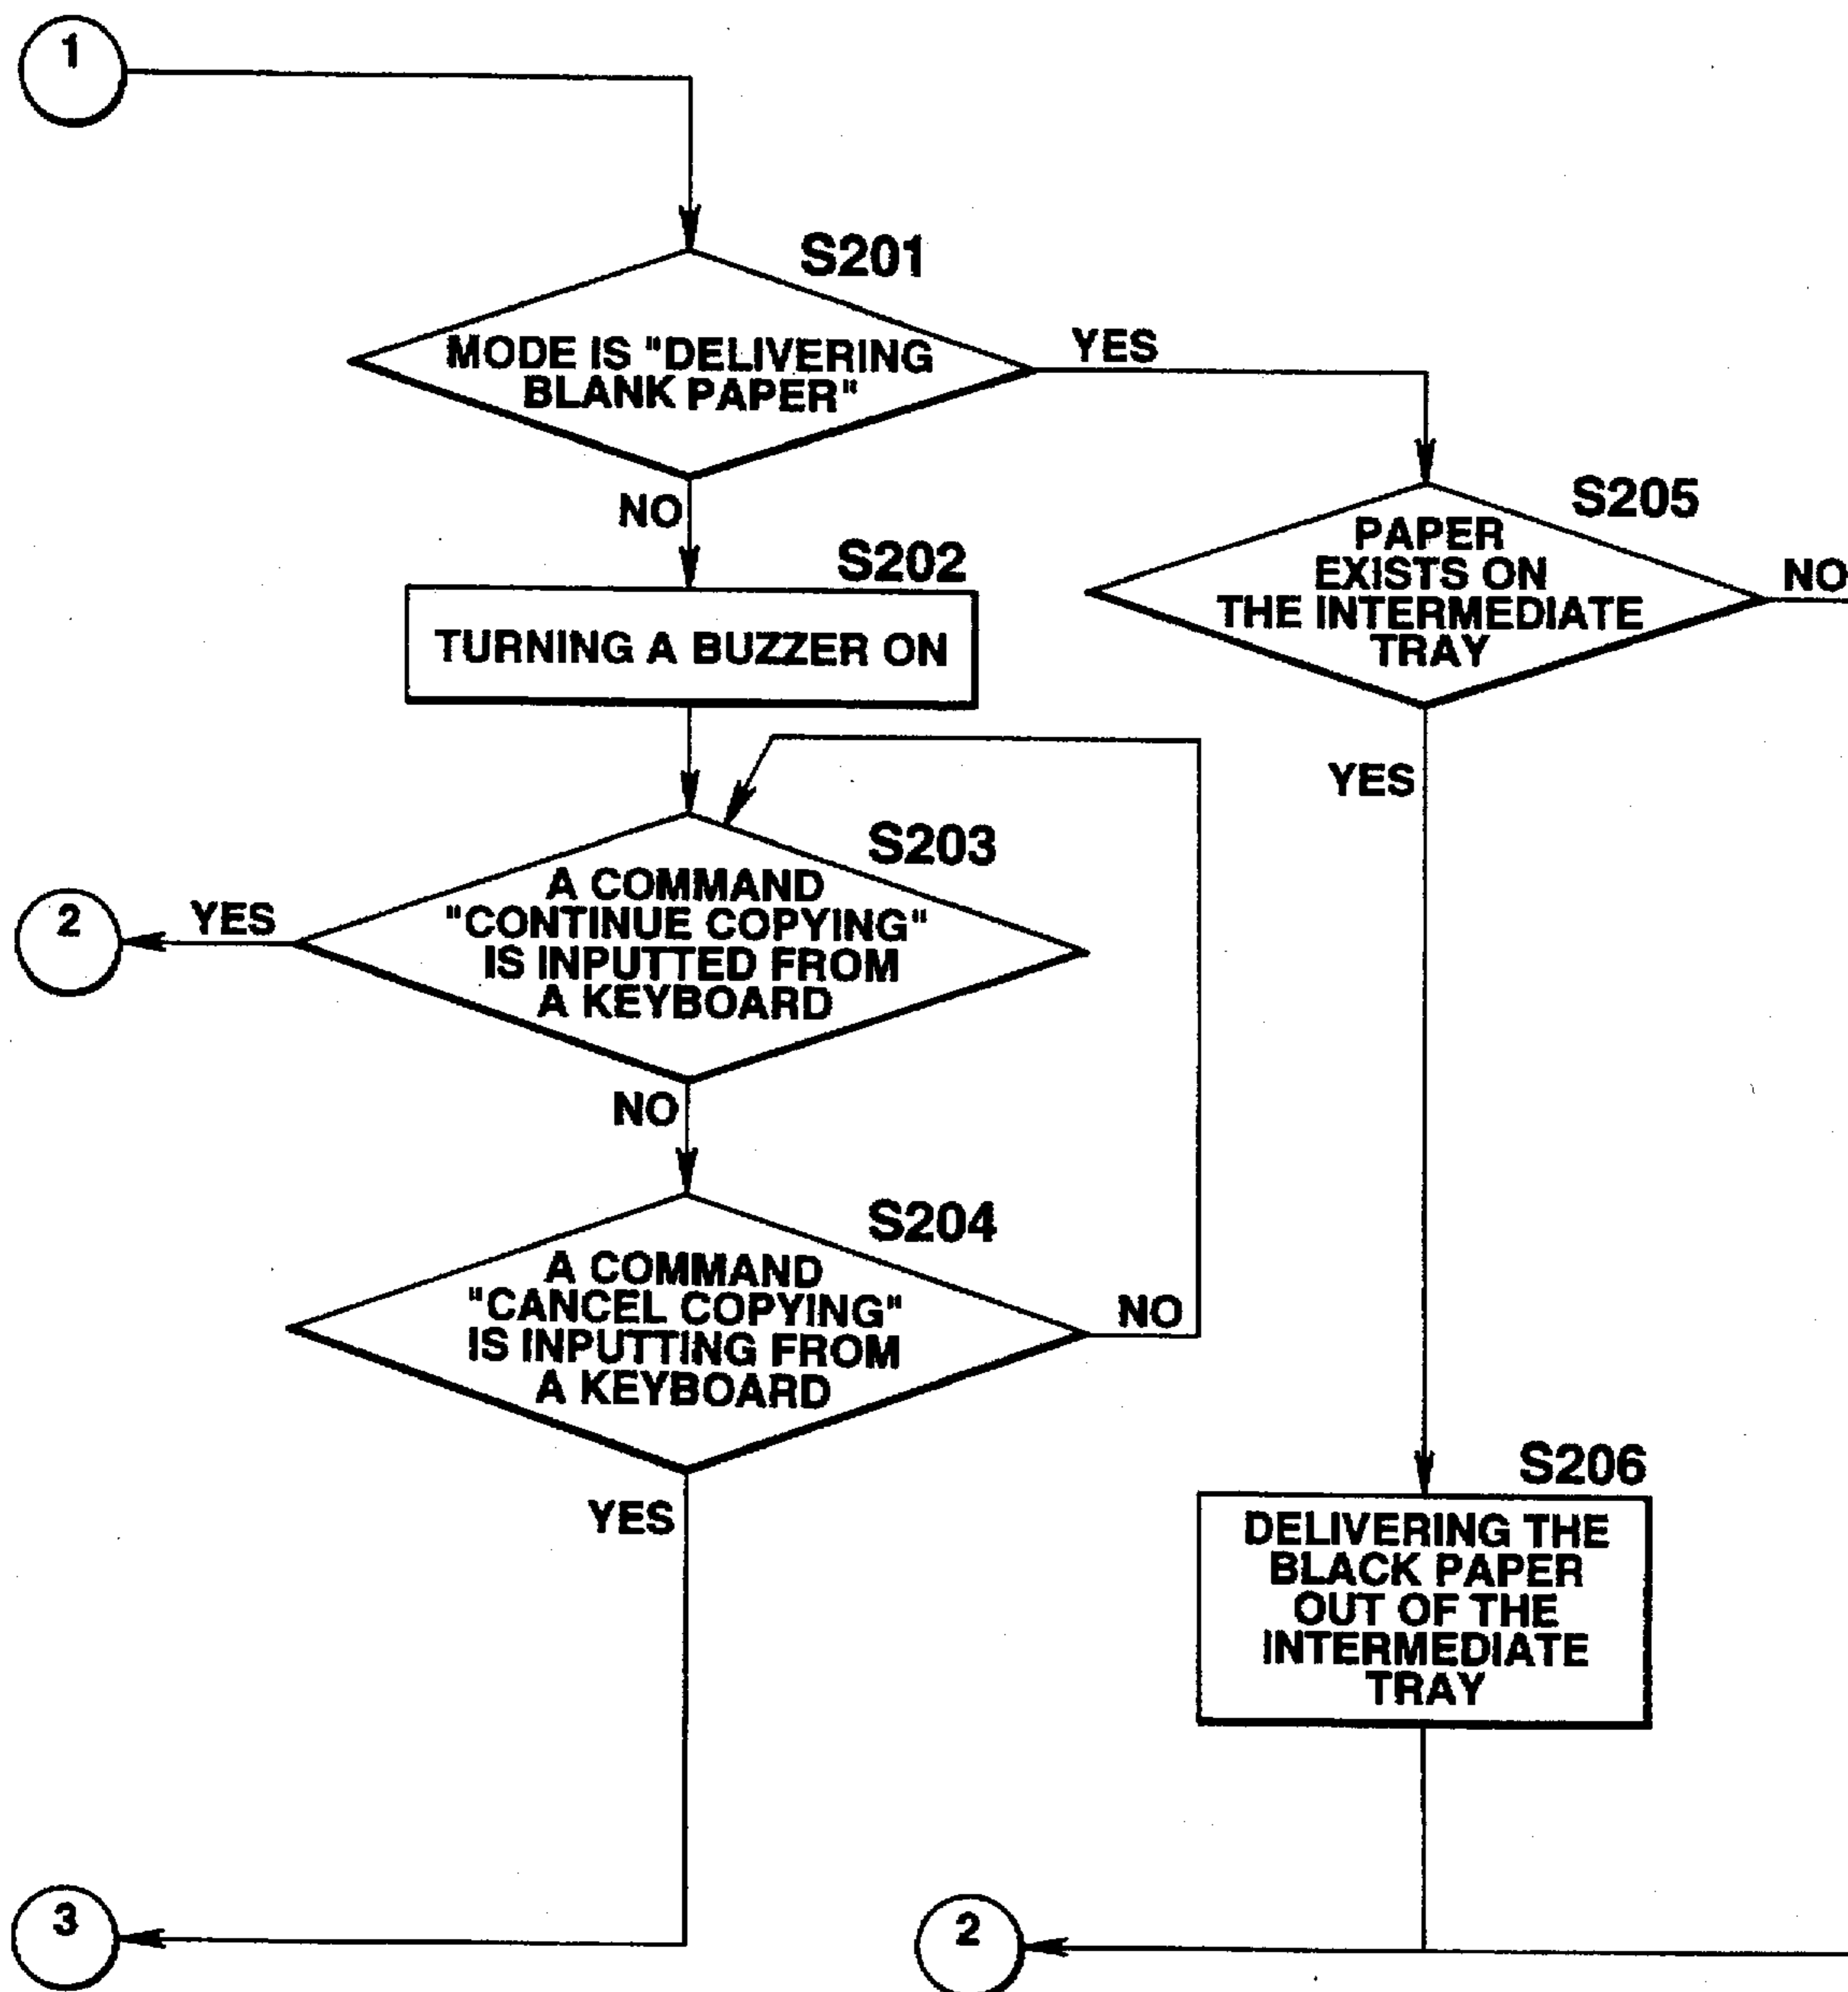 1
S201
MODE IS "DELIVERING
BLANK PAPER"
YES
NO
S205
PAPER
EXISTS ON
THE INTERMEDIATE
TRAY
NO
YES
S202
TURNING A BUZZER ON
S203
A COMMAND
"CONTINUE COPYING"
IS INPUTTED FROM
A KEYBOARD
YES
2
NO
S204
A COMMAND
"CANCEL COPYING"
IS INPUTTING FROM
A KEYBOARD
NO
YES
S206
DELIVERING THE
BLACK PAPER
OUT OF THE
INTERMEDIATE
TRAY
3
2